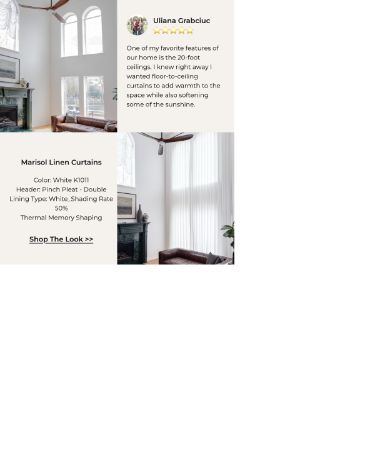 Uliana Grabciuc
One of my favorite features of
our home is the 20-foot
ceilings. I knew right away I
wanted floor-to-ceiling
curtains to add warmth to the
space while also softening
some of the sunshine.
Marisol Linen Curtains
Color: White K1011
Header: Pinch Pleat - Double
Lining Type: White, Shading Rate
50%
Thermal Memory Shaping
Shop The Look >>